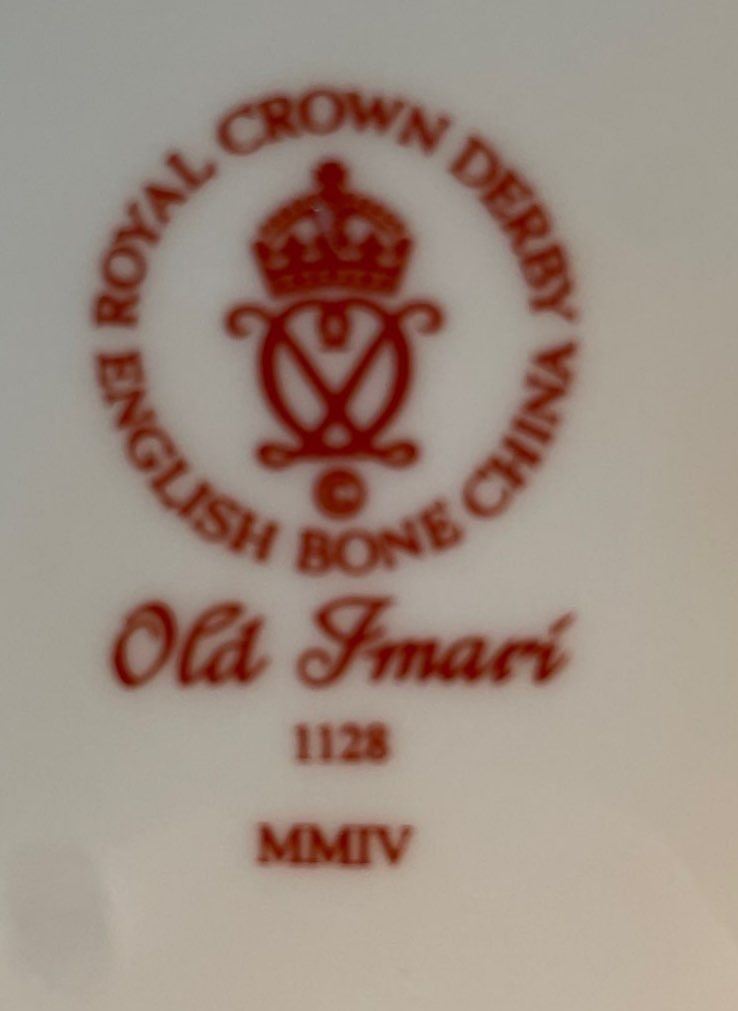 ROYAL CROWN DERBY
©
ENGLISH BONE CHINA
Old Imari
1128
MMIV